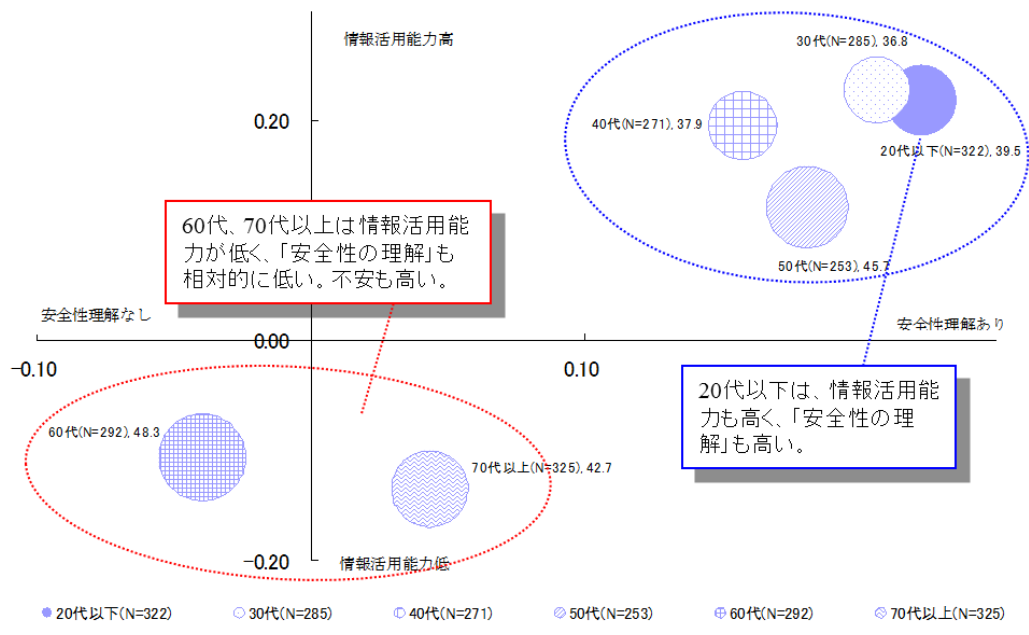 情報活用能力高
30代(N=285), 36.8
0.20
40代(N=271), 37.9
20代以下(N=322), 39.5
60代、70代以上は情報活用能
力が低く、「安全性の理解」も
相対的に低い。不安も高い。
50代(N=253), 45.7
安全性理解なし
安全性理解あり
0.00
-0.10
0.10
20代以下は、情報活用能
力も高く、「安全性の理
解」も高い。
60代(N=292), 48.3
70代以上(N=325), 42.7
-0.20
情報活用能力低
20代以下(N=322)
30代(N=285)
40代(N=271)
50代(N=253)
60代(N=292)
70代以上(N=325)